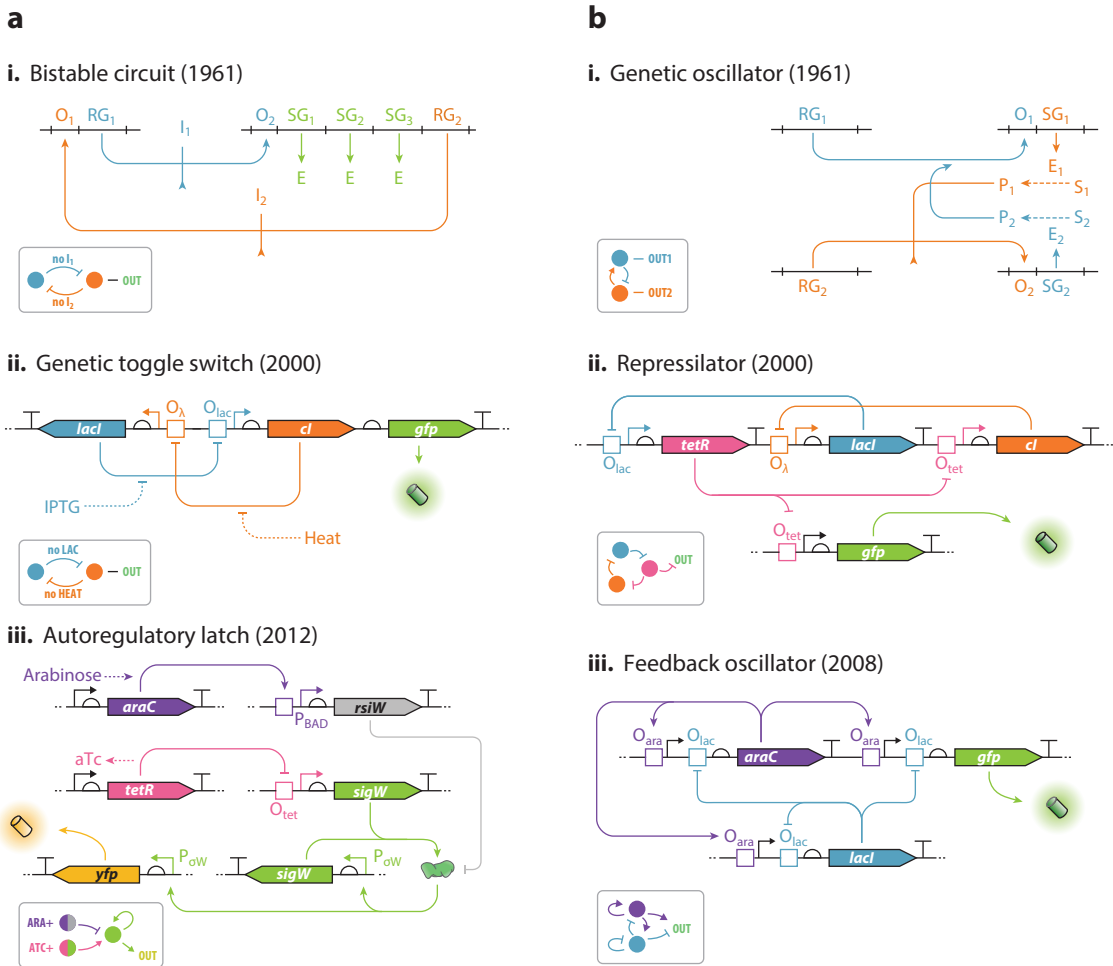 a
i. Bistable circuit (1961)
O1 RG1 I1 O2 SG1 SG2 SG3 RG2
E E E
I2
no I1
OUT
no I2
ii. Genetic toggle switch (2000)
Oλ Olac
lacI cI gfp
IPTG
Heat
no LAC
OUT
no HEAT
iii. Autoregulatory latch (2012)
Arabinose
araC PBAD rsiW
aTc
tetR Otet sigW
yfp PσW sigW PσW
ARA+
ATC+
OUT
b
i. Genetic oscillator (1961)
RG1 O1 SG1
E1
P1 S1
P2 S2
E2
RG2 O2 SG2
OUT1
OUT2
ii. Repressilator (2000)
Olac tetR Oλ lacI Otet cI
Otet
gfp
OUT
iii. Feedback oscillator (2008)
Oara Olac araC Oara Olac gfp
Oara Olac lacI
OUT